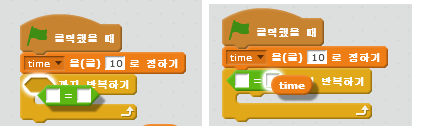 클릭했을 때
time 을(를) 10 로 정하기
까지 반복하기
=
클릭했을 때
time 을(를) 10 로 정하기
= 반복하기
time